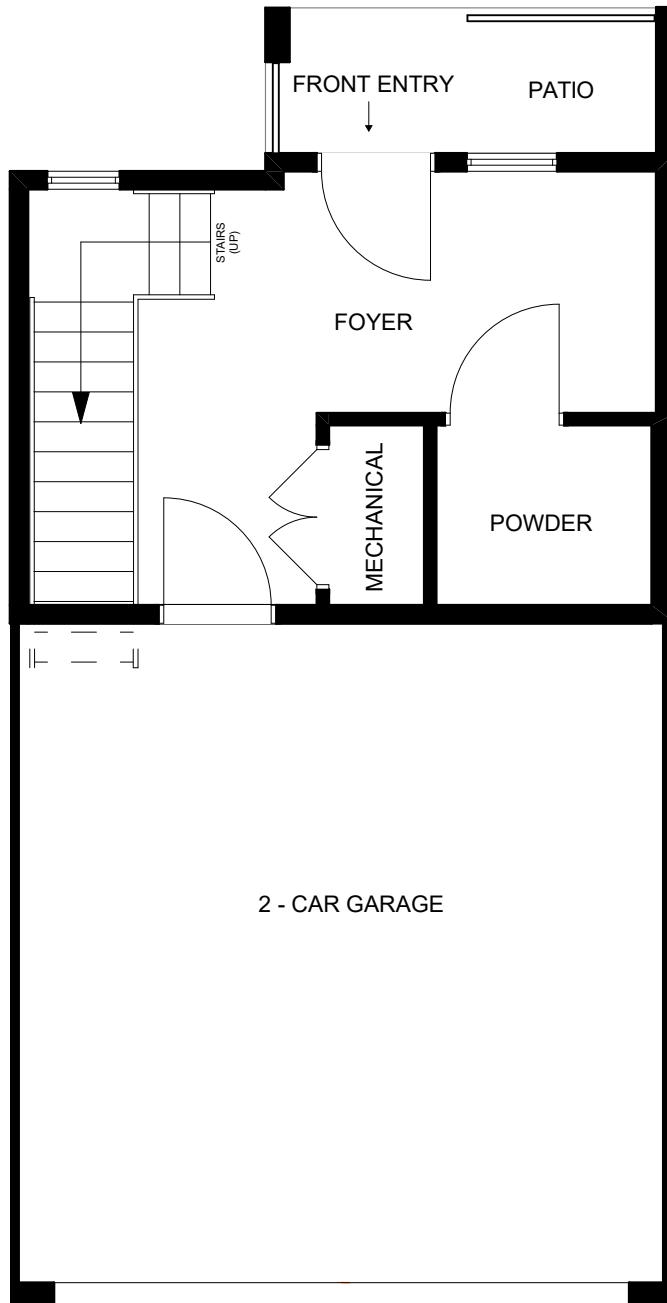 FRONT ENTRY
PATIO
STAIRS
(UP)
FOYER
MECHANICAL
POWDER
2 - CAR GARAGE